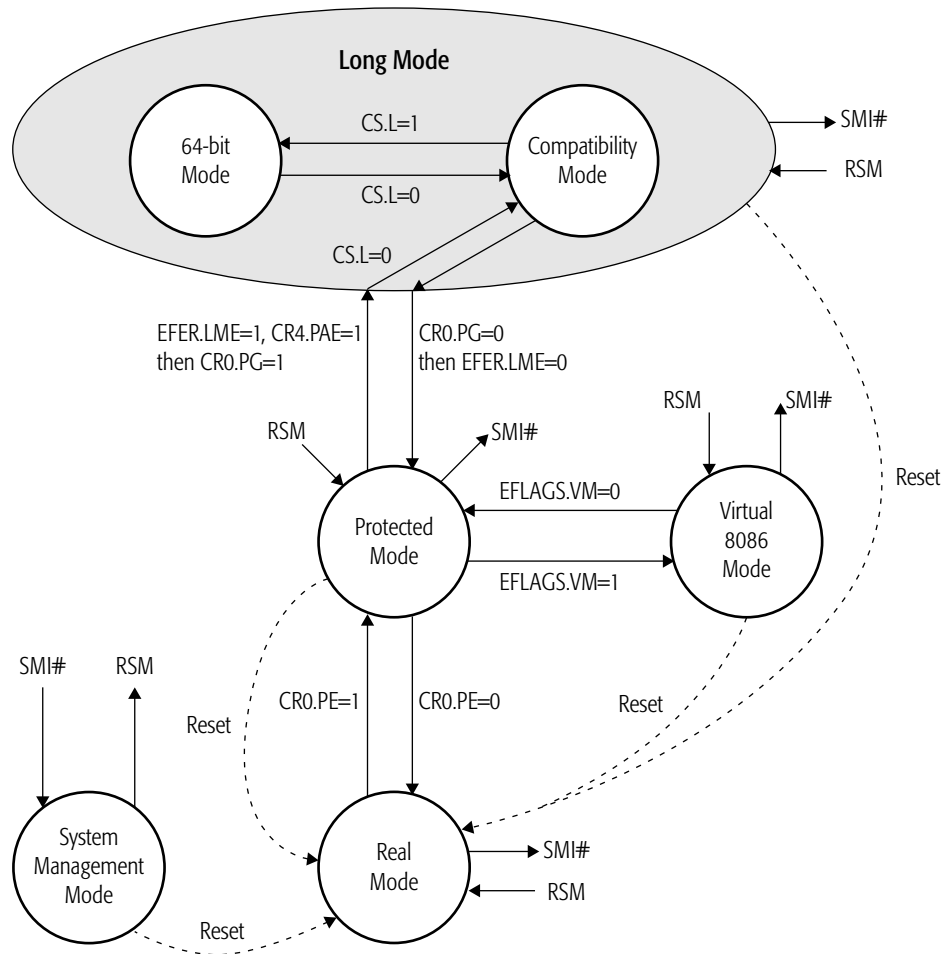 Long Mode
64-bit
Mode
CS.L=1
CS.L=0
Compatibility
Mode
SMI#
RSM
CS.L=0
EFER.LME=1, CR4.PAE=1
then CR0.PG=1
CR0.PG=0
then EFER.LME=0
RSM
SMI#
RSM
SMI#
Reset
Protected
Mode
EFLAGS.VM=0
EFLAGS.VM=1
Virtual
8086
Mode
SMI#
RSM
Reset
CR0.PE=1
CR0.PE=0
Reset
System
Management
Mode
Real
Mode
SMI#
RSM
Reset